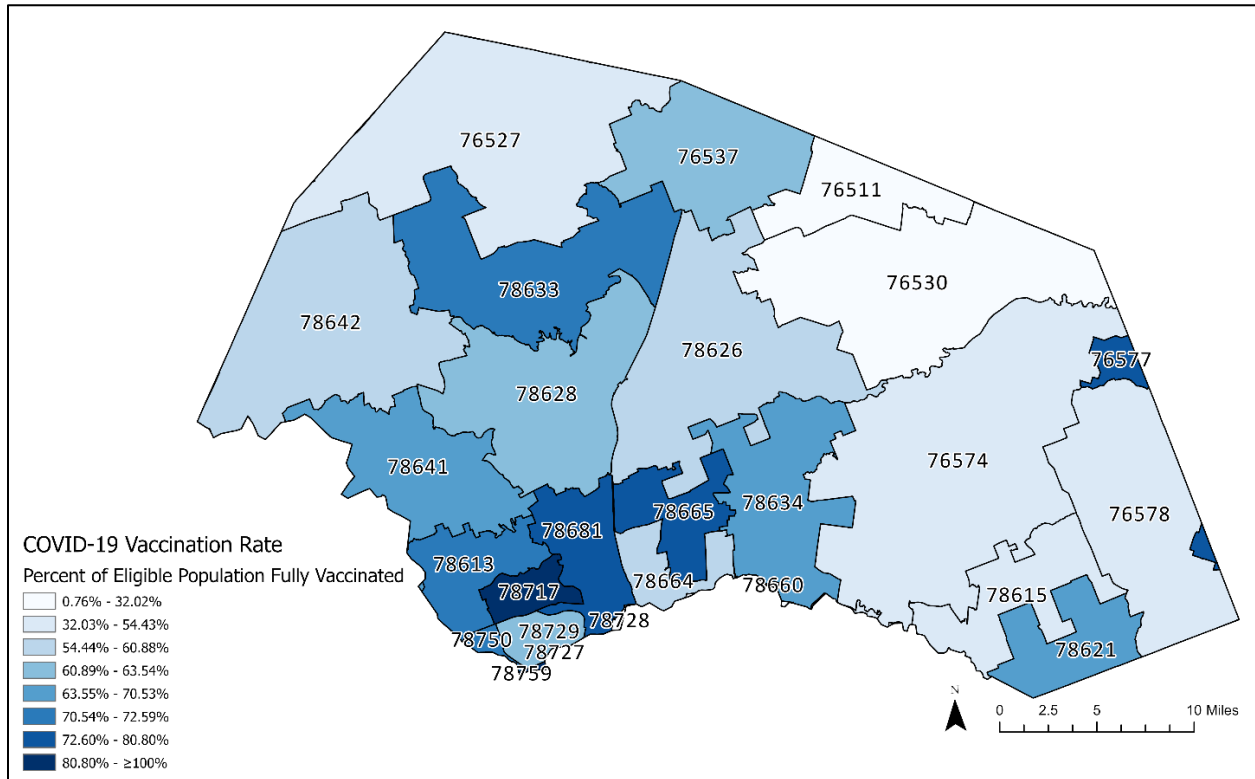 76527
76537
76511
76530
78633
78642
78626
76577
78628
76574
78641
78634
78665
76578
78681
COVID-19 Vaccination Rate
78613
Percent of Eligible Population Fully Vaccinated
78717
78664
78660
78615
0.76% - 32.02%
32.03% - 54.43%
78728
78729
78750
54.44% - 60.88%
78727
78621
60.89% - 63.54%
78759
63.55% - 70.53%
N
70.54% - 72.59%
0 2.5 5 10 Miles
72.60% - 80.80%
80.80% - ≥100%